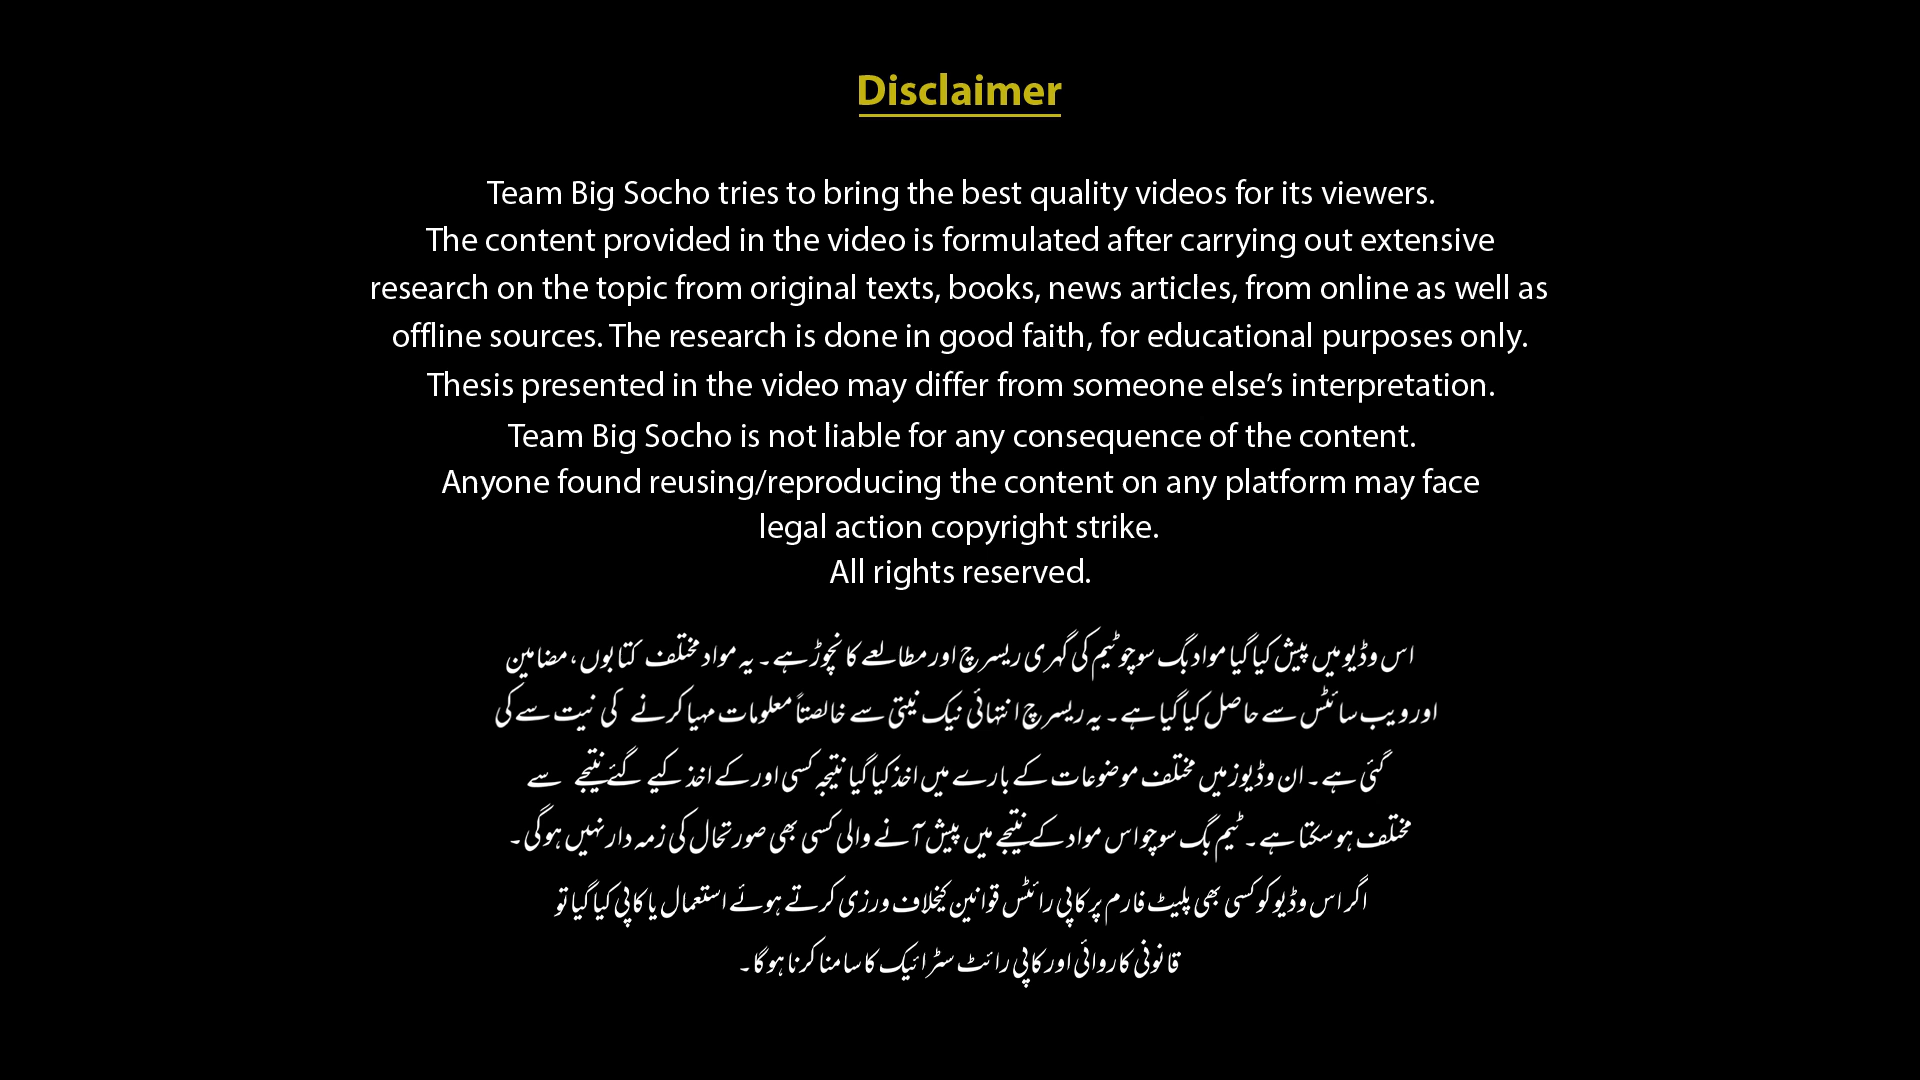 Disclaimer
Team Big Socho tries to bring the best quality videos for its viewers.
The content provided in the video is formulated after carrying out extensive
research on the topic from original texts, books, news articles, from online as well as
offline sources. The research is done in good faith, for educational purposes only.
Thesis presented in the video may differ from someone else’s interpretation.
Team Big Socho is not liable for any consequence of the content.
Anyone found reusing/reproducing the content on any platform may face
legal action copyright strike.
All rights reserved.
اس وڈیو میں پیش کیا گیا مواد بگ سوچو ٹیم کی گہری ریسرچ اور مطالعے کا نچوڑ ہے۔ یہ مواد مختلف کتابوں، مضامین
اور ویب سائٹس سے حاصل کیا گیا ہے۔ یہ ریسرچ انتہائی نیک نیتی سے خالصتاً معلومات مہیا کرنے کی نیت سے کی
گئی ہے۔ ان وڈیوز میں مختلف موضوعات کے بارے میں اخذ کیا گیا نتیجہ کسی اور کے اخذ کیے گئے نتیجے سے
مختلف ہو سکتا ہے۔ ٹیم بگ سوچو اس مواد کے نتیجے میں پیش آنے والی کسی بھی صورتحال کی زمہ دار نہیں ہو گی۔
اگر اس وڈیو کو کسی بھی پلیٹ فارم پر کاپی رائٹس قوانین کیخلاف ورزی کرتے ہوئے استعمال یا کاپی کیا گیا تو
قانونی کاروائی اور کاپی رائٹ سٹرائیک کا سامنا کرنا ہو گا۔